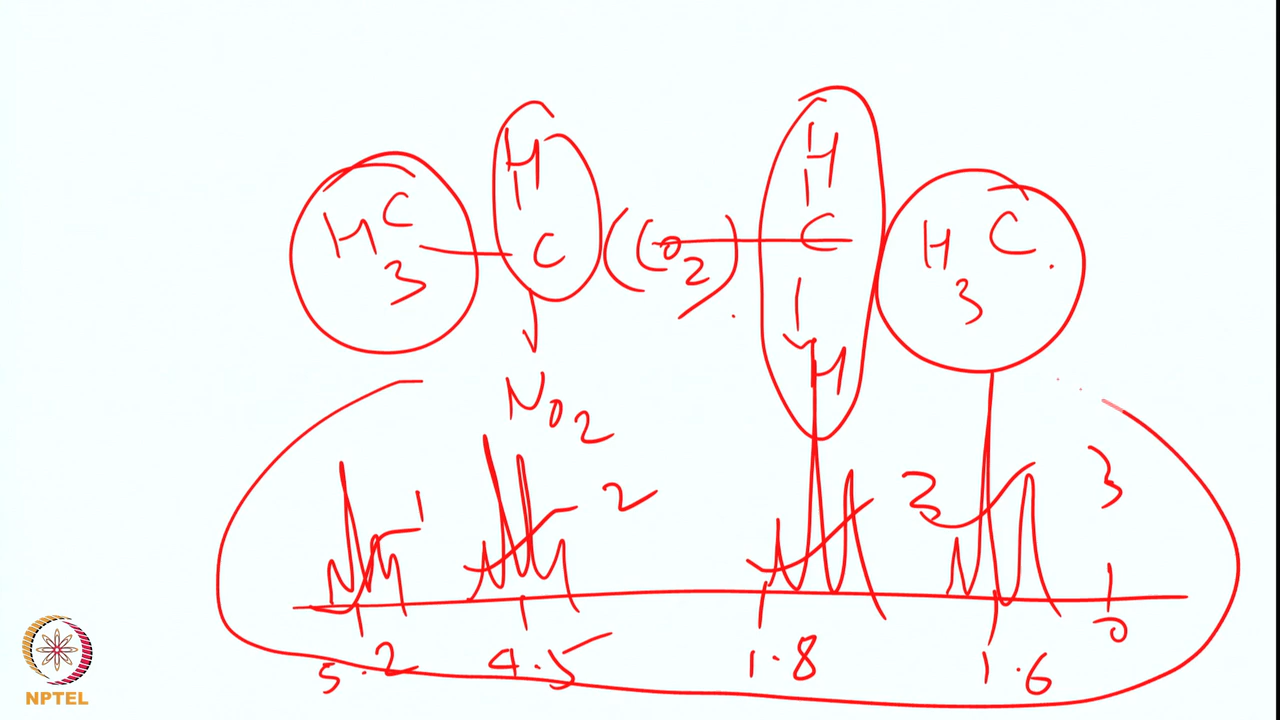 H H
H3C C (CO2) C H3C
H
NO2
1 2 3 3
5.2 4.5 1.8 1.6 0
NPTEL